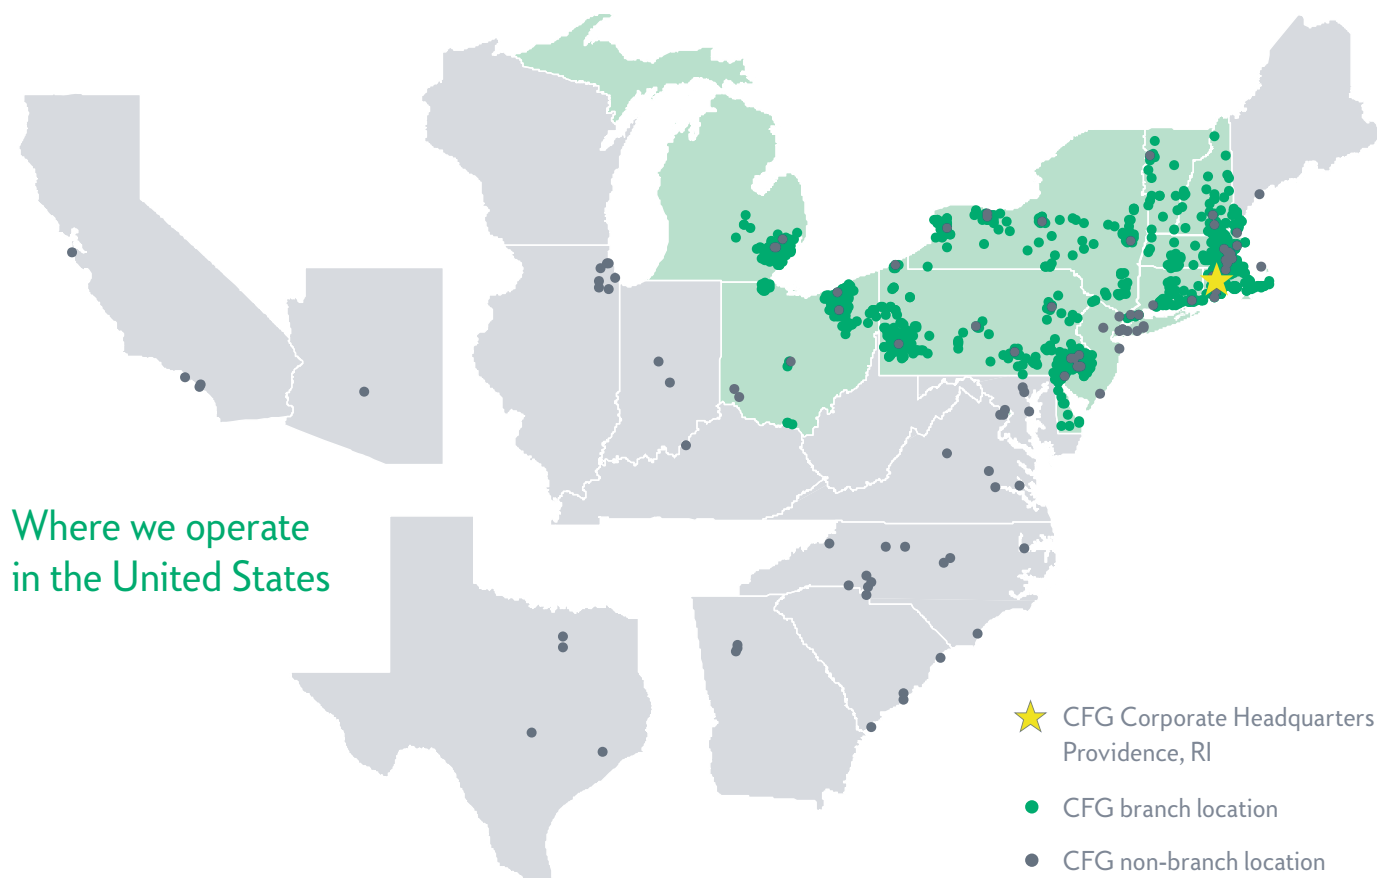 Where we operate
in the United States
CFG Corporate Headquarters
Providence, RI
CFG branch location
CFG non-branch location